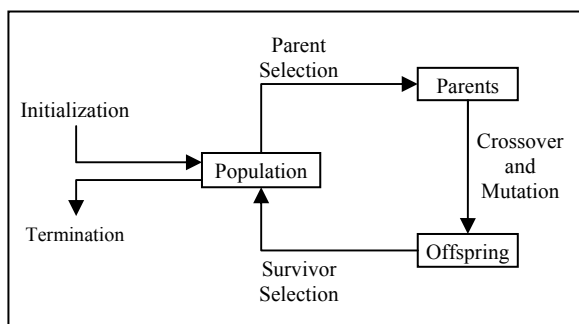 Parent
Selection
Parents
Initialization
Crossover
and
Mutation
Population
Termination
Offspring
Survivor
Selection